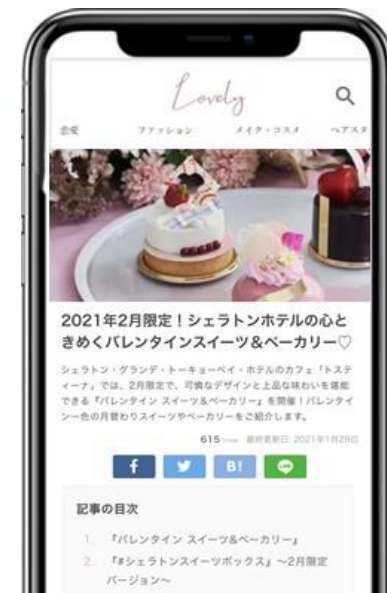 Lovely
恋愛 ファッション メイク・コスメ ヘアスタ
2021年2月限定！シェラトンホテルの心と
きめくバレンタインスイーツ&ベーカリー♡
シェラトン・グランデ・トーキョーベイ・ホテルのカフェ「トステ
ィーナ」では、2月限定で、可憐なデザインと上品な味わいを堪能
できる『バレンタイン スイーツ&ベーカリー』を開催！バレンタイ
ン一色の月替わりスイーツやベーカリーをご紹介します。
615 View 最終更新日: 2021年1月29日
f B! LINE
記事の目次
1. 『バレンタイン スイーツ&ベーカリー』
2. 『#シェラトンスイーツボックス』～2月限定
バージョン～